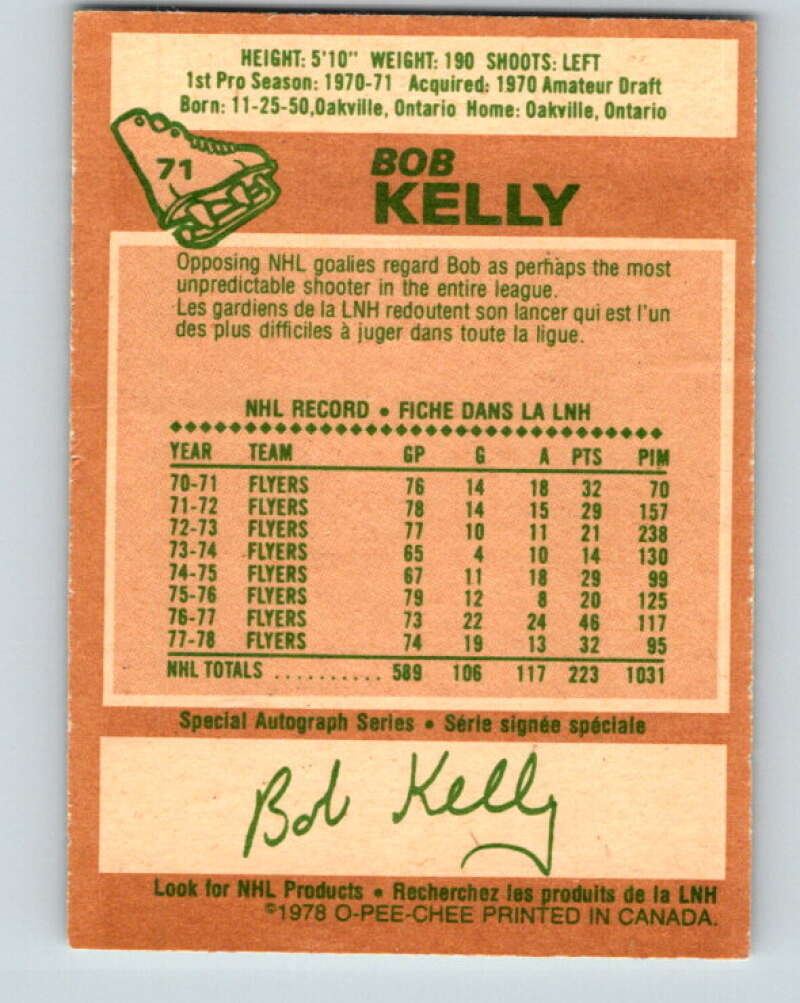 HEIGHT: 5'10" WEIGHT: 190 SHOOTS: LEFT
1st Pro Season: 1970-71 Acquired: 1970 Amateur Draft
Born: 11-25-50, Oakville, Ontario Home: Oakville, Ontario
71
BOB
KELLY
Opposing NHL goalies regard Bob as perhaps the most
unpredictable shooter in the entire league.
Les gardiens de la LNH redoutent son lancer qui est l'un
des plus difficiles à juger dans toute la ligue.
NHL RECORD • FICHE DANS LA LNH
YEAR TEAM GP G A PTS PIM
70-71 FLYERS 76 14 18 32 70
71-72 FLYERS 78 14 15 29 157
72-73 FLYERS 77 10 11 21 238
73-74 FLYERS 65 4 10 14 130
74-75 FLYERS 67 11 18 29 99
75-76 FLYERS 79 12 8 20 125
76-77 FLYERS 73 22 24 46 117
77-78 FLYERS 74 19 13 32 95
NHL TOTALS .......... 589 106 117 223 1031
Special Autograph Series • Série signée spéciale
Bob Kelly
Look for NHL Products • Recherchez les produits de la LNH
©1978 O-PEE-CHEE PRINTED IN CANADA.